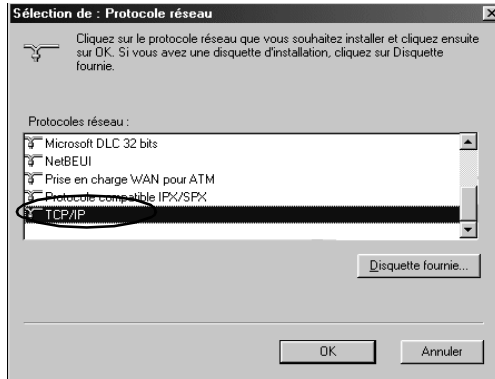 Sélection de : Protocole réseau
Cliquez sur le protocole réseau que vous souhaitez installer et cliquez ensuite
sur OK. Si vous avez une disquette d'installation, cliquez sur Disquette
fournie.
Protocoles réseau :
Microsoft DLC 32 bits
NetBEUI
Prise en charge WAN pour ATM
Protocole compatible IPX/SPX
TCP/IP
Disquette fournie...
OK
Annuler